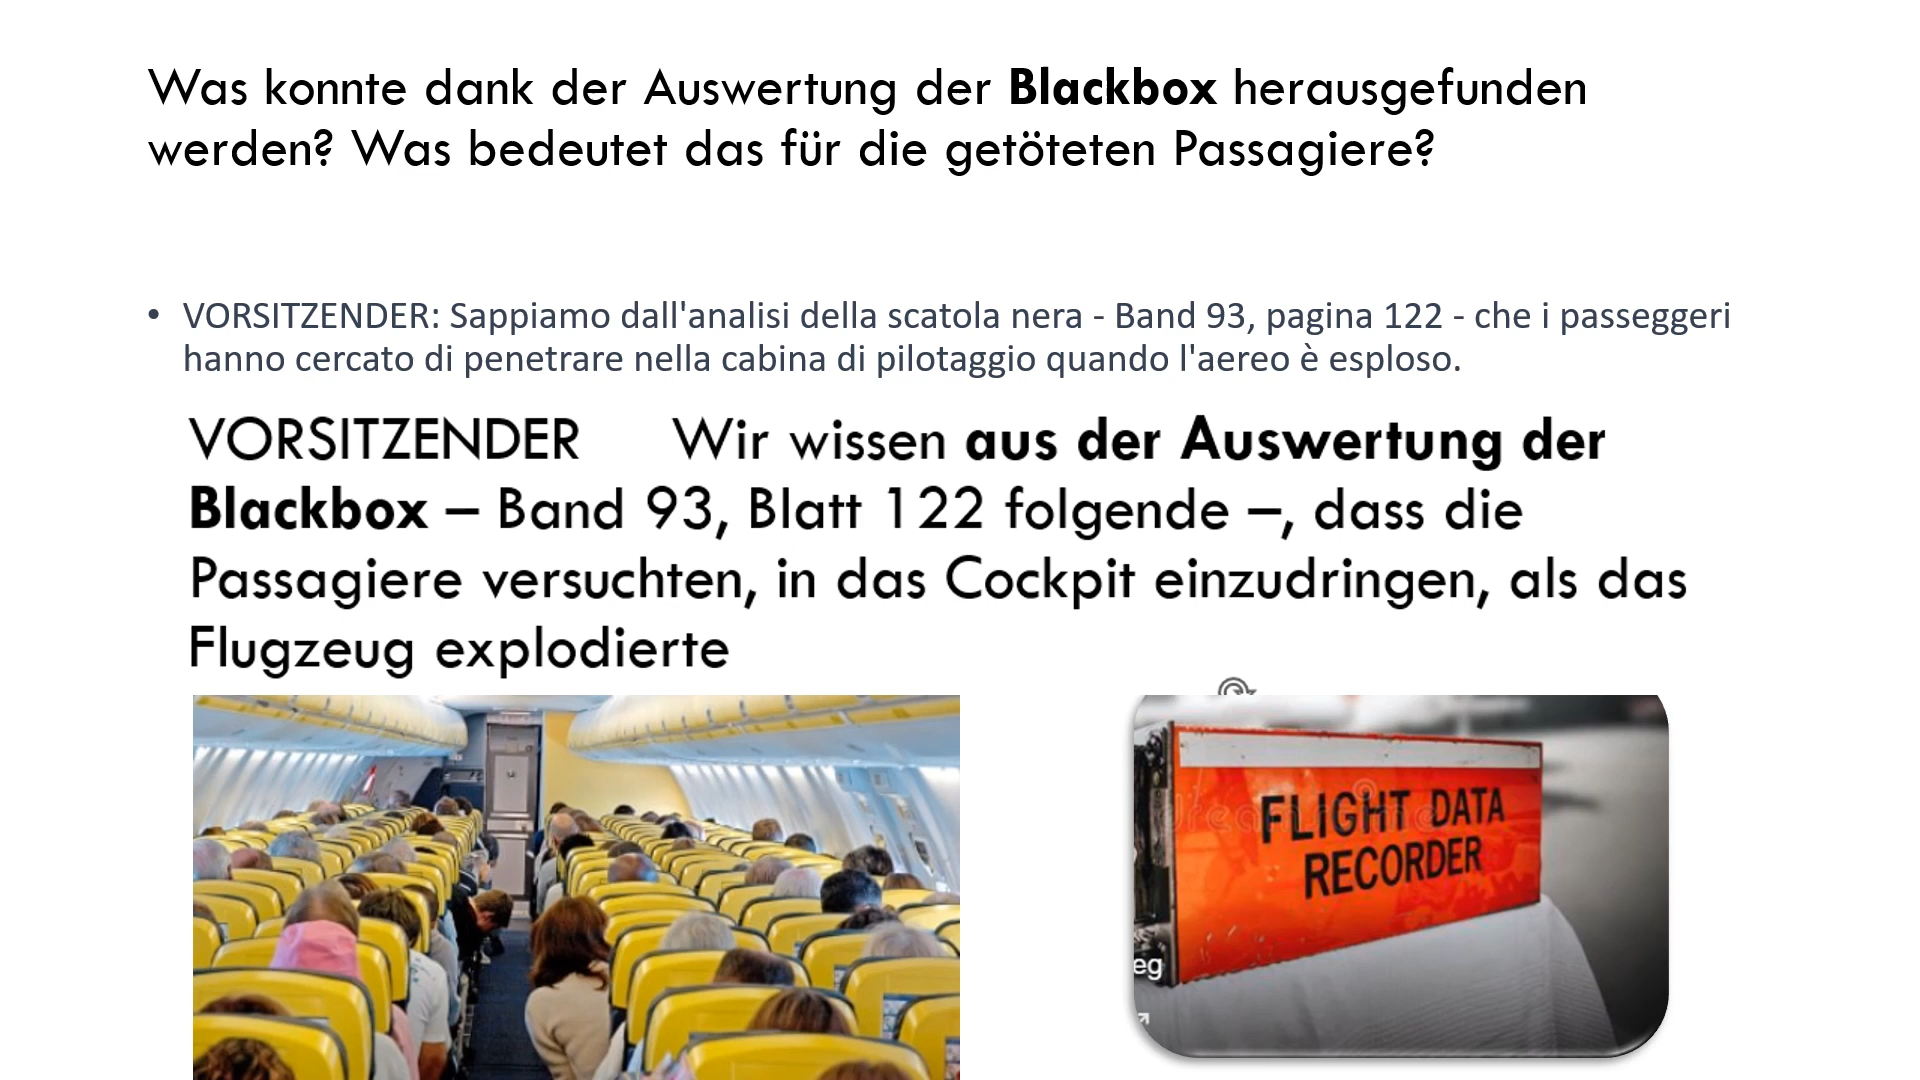 Was konnte dank der Auswertung der Blackbox herausgefunden
werden? Was bedeutet das für die getöteten Passagiere?
• VORSITZENDER: Sappiamo dall'analisi della scatola nera - Band 93, pagina 122 - che i passeggeri
hanno cercato di penetrare nella cabina di pilotaggio quando l'aereo è esploso.
VORSITZENDER Wir wissen aus der Auswertung der
Blackbox – Band 93, Blatt 122 folgende –, dass die
Passagiere versuchten, in das Cockpit einzudringen, als das
Flugzeug explodierte
FLIGHT DATA
RECORDER
dreamstime
eg